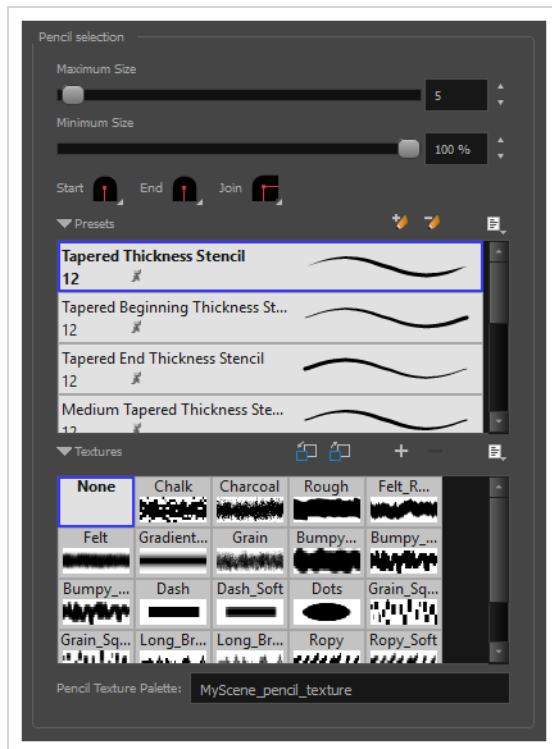 Pencil selection
Maximum Size
5
Minimum Size
100 %
Start End Join
Presets
Tapered Thickness Stencil
12
Tapered Beginning Thickness St...
12
Tapered End Thickness Stencil
12
Medium Tapered Thickness Ste...
12
Textures
None Chalk Charcoal Rough Felt_R...
Felt Gradient... Grain Bumpy... Bumpy_...
Bumpy_... Dash Dash_Soft Dots Grain_Sq...
Grain_Sq... Long_Br... Long_Br... Ropy Ropy_Soft
Pencil Texture Palette: MyScene_pencil_texture